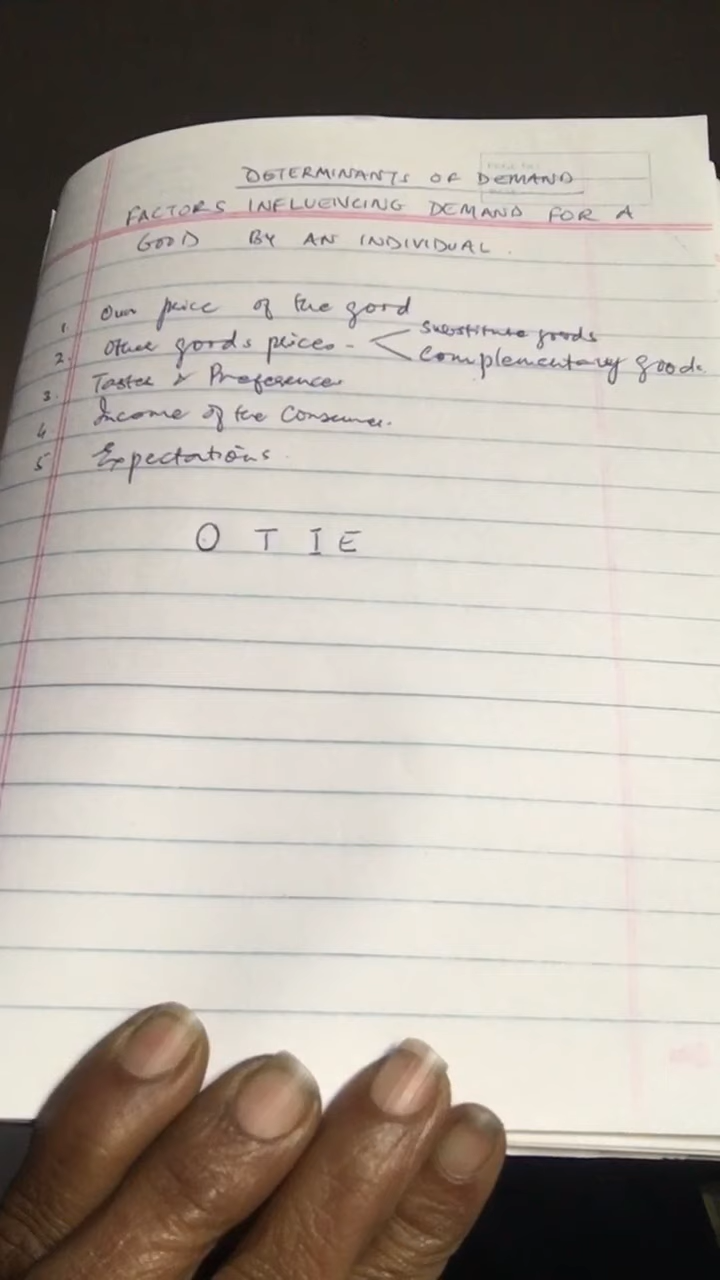 DETERMINANTS OF DEMAND
FACTORS INFLUENCING DEMAND FOR A
GOOD BY AN INDIVIDUAL.
1. Own price of the good
2. Other goods prices - Substitute goods
Complementary goods.
3. Tastes & Preferences
4 Income of the Consumer.
5 Expectations.
O T I E